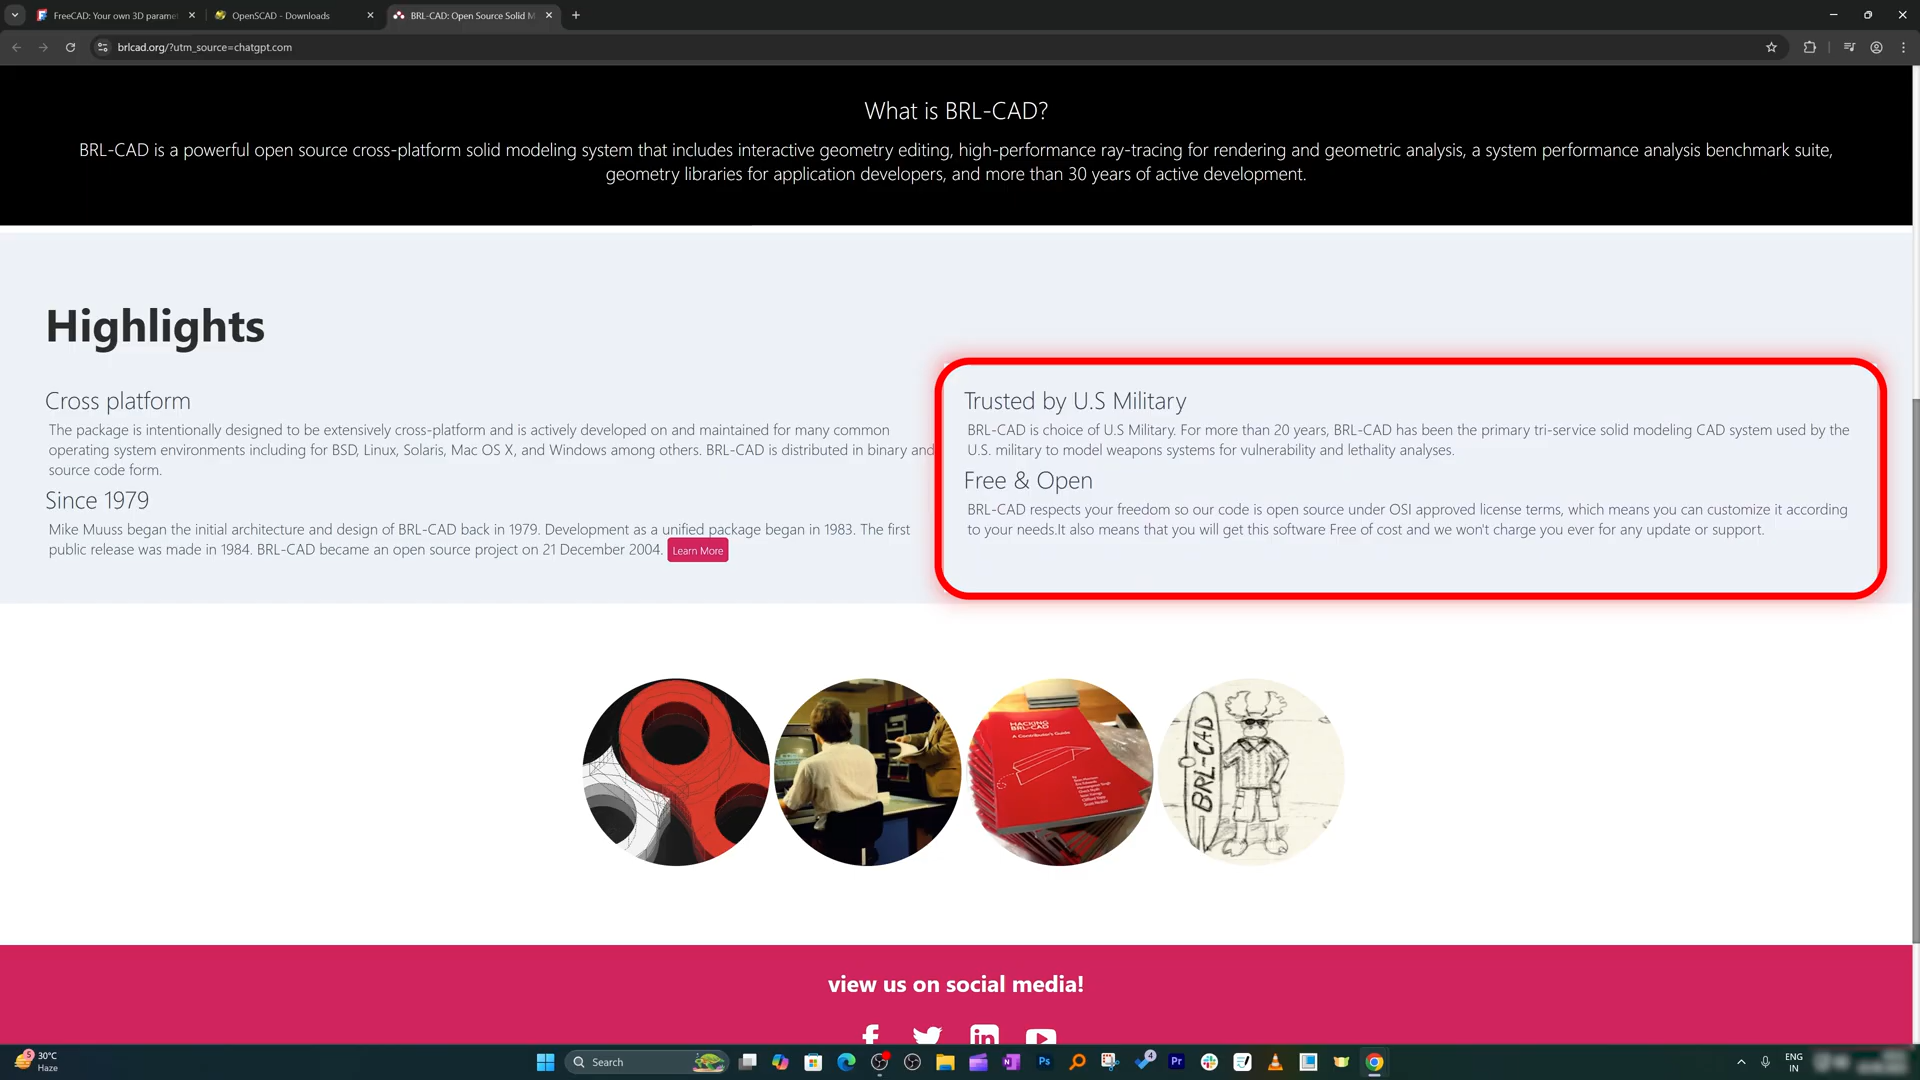 FreeCAD: Your own 3D paramet
OpenSCAD - Downloads
BRL-CAD: Open Source Solid M
brlcad.org/?utm_source=chatgpt.com
What is BRL-CAD?
BRL-CAD is a powerful open source cross-platform solid modeling system that includes interactive geometry editing, high-performance ray-tracing for rendering and geometric analysis, a system performance analysis benchmark suite,
geometry libraries for application developers, and more than 30 years of active development.
Highlights
Cross platform
The package is intentionally designed to be extensively cross-platform and is actively developed on and maintained for many common
operating system environments including for BSD, Linux, Solaris, Mac OS X, and Windows among others. BRL-CAD is distributed in binary and
source code form.
Since 1979
Mike Muuss began the initial architecture and design of BRL-CAD back in 1979. Development as a unified package began in 1983. The first
public release was made in 1984. BRL-CAD became an open source project on 21 December 2004. Learn More
Trusted by U.S Military
BRL-CAD is choice of U.S Military. For more than 20 years, BRL-CAD has been the primary tri-service solid modeling CAD system used by the
U.S. military to model weapons systems for vulnerability and lethality analyses.
Free & Open
BRL-CAD respects your freedom so our code is open source under OSI approved license terms, which means you can customize it according
to your needs.It also means that you will get this software Free of cost and we won't charge you ever for any update or support.
HACKING
BRL-CAD
A Contributor's Guide
BRL-CAD
view us on social media!
5
30°C
Haze
Search
Ps
4
Pr
ENG
IN